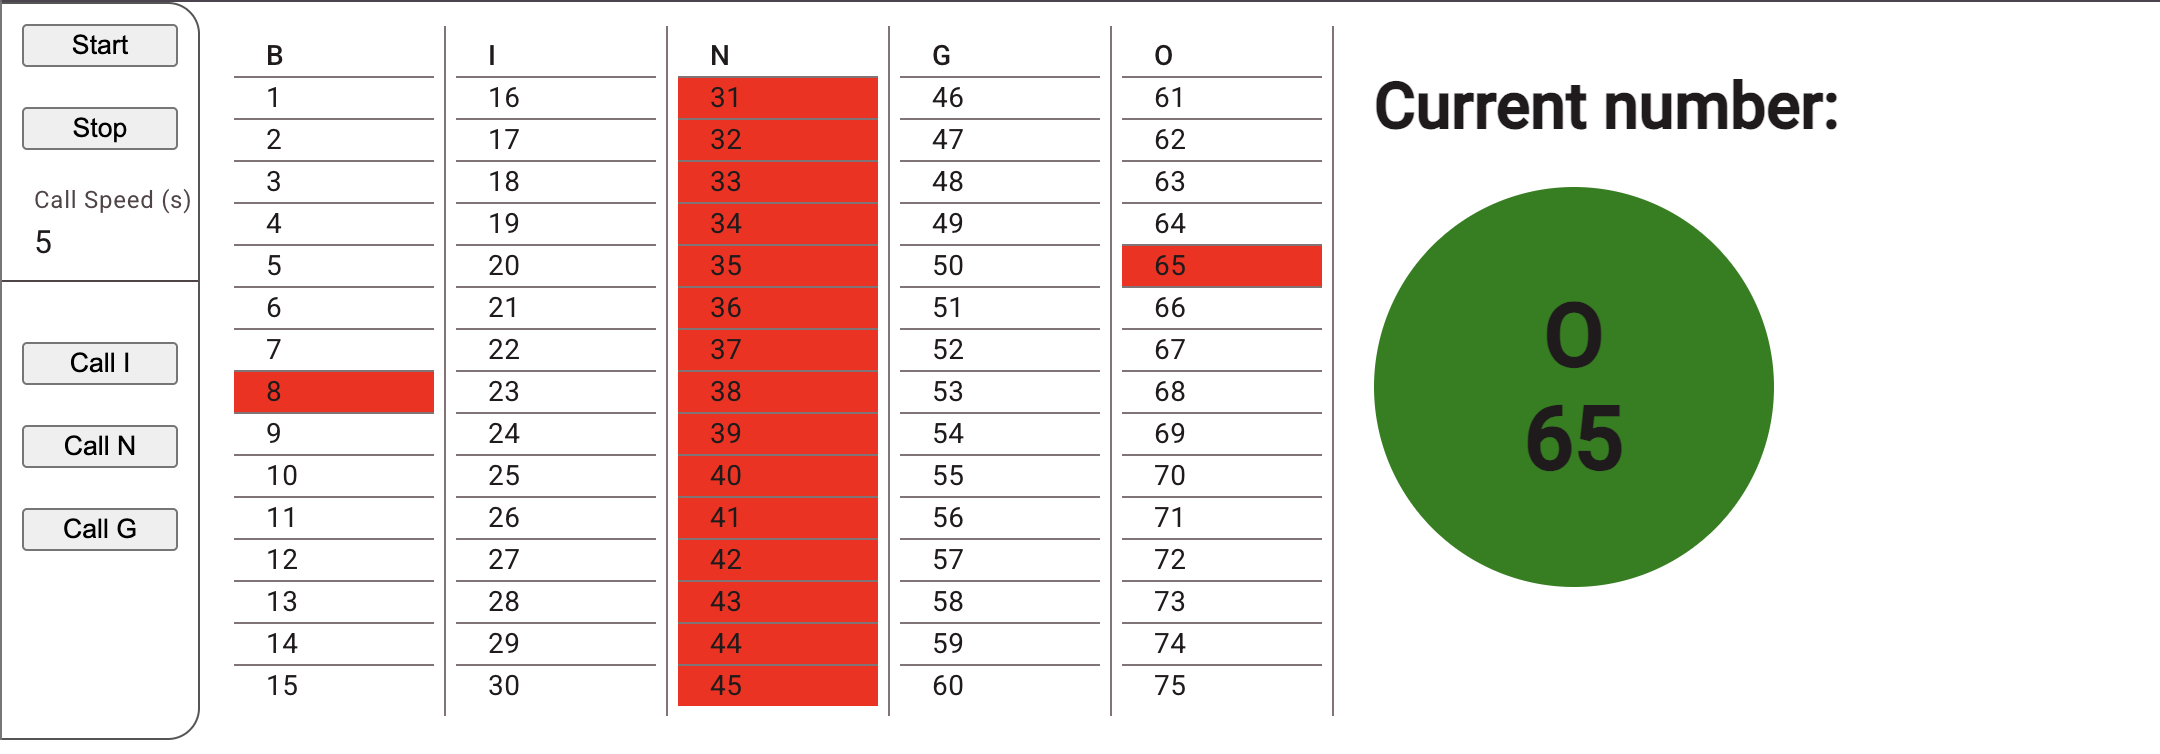 Start
Stop
Call Speed (s)
5
Call I
Call N
Call G
B I N G O
1 16 31 46 61
2 17 32 47 62
3 18 33 48 63
4 19 34 49 64
5 20 35 50 65
6 21 36 51 66
7 22 37 52 67
8 23 38 53 68
9 24 39 54 69
10 25 40 55 70
11 26 41 56 71
12 27 42 57 72
13 28 43 58 73
14 29 44 59 74
15 30 45 60 75
Current number:
O
65